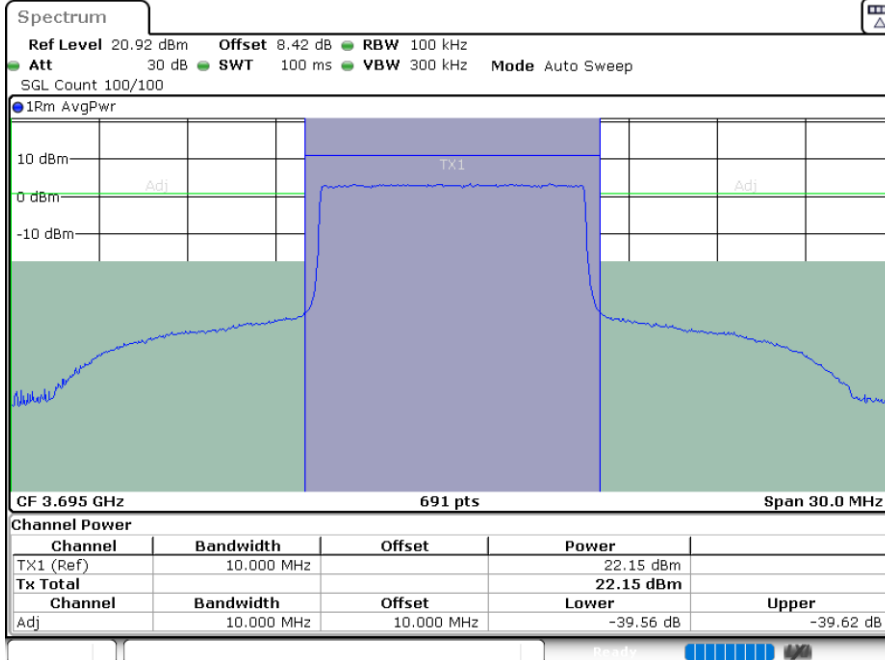 Spectrum
Ref Level 20.92 dBm Offset 8.42 dB RBW 100 kHz
Att 30 dB SWT 100 ms VBW 300 kHz Mode Auto Sweep
SGL Count 100/100
1Rm AvgPwr
10 dBm
TX1
Adj Adj
0 dBm
-10 dBm
CF 3.695 GHz 691 pts Span 30.0 MHz
Channel Power
Channel Bandwidth Offset Power
TX1 (Ref) 10.000 MHz 22.15 dBm
Tx Total 22.15 dBm
Channel Bandwidth Offset Lower Upper
Adj 10.000 MHz 10.000 MHz -39.56 dB -39.62 dB
Ready